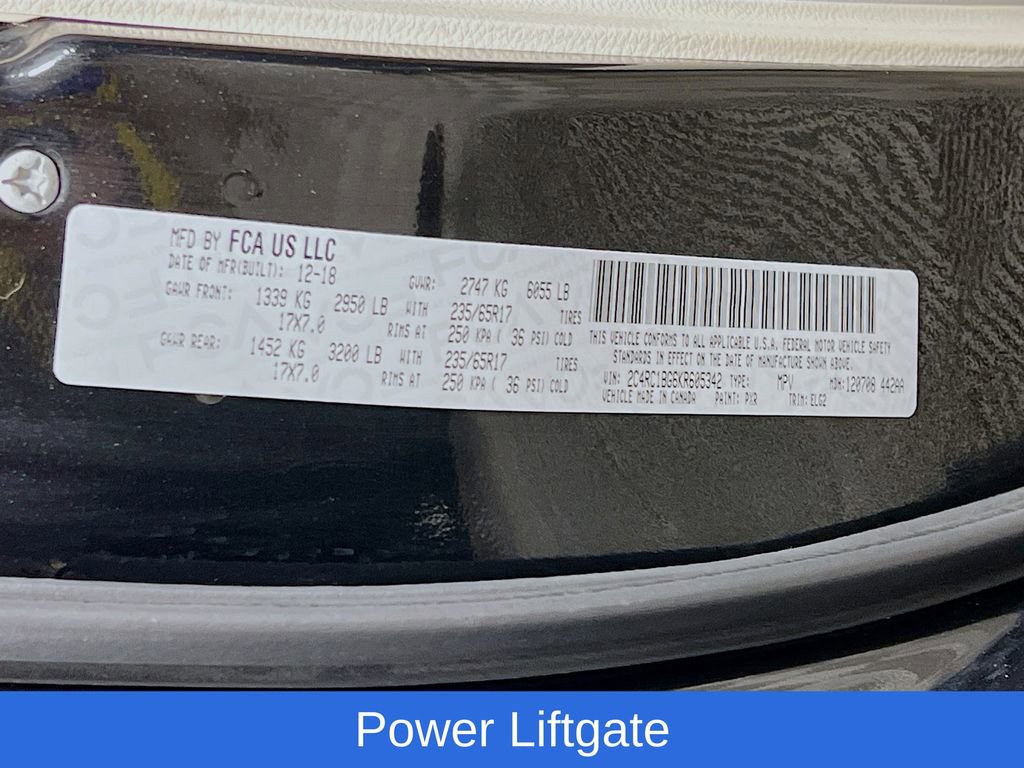 MFD BY FCA US LLC
DATE OF MFR(BUILT): 12-18 GVWR: 2747 KG 6055 LB
GAWR FRONT: 1339 KG 2950 LB WITH 235/65R17 TIRES
17X7.0 RIMS AT 250 KPA ( 36 PSI) COLD
GAWR REAR: 1452 KG 3200 LB WITH 235/65R17 TIRES
17X7.0 RIMS AT 250 KPA ( 36 PSI) COLD
THIS VEHICLE CONFORMS TO ALL APPLICABLE U.S.A. FEDERAL MOTOR VEHICLE SAFETY
STANDARDS IN EFFECT ON THE DATE OF MANUFACTURE SHOWN ABOVE.
VIN: 2C4RC1BG6KR605342 TYPE: MPV MDH:120708 442AA
VEHICLE MADE IN CANADA PAINT: PXR TRIM:ELG2
Power Liftgate